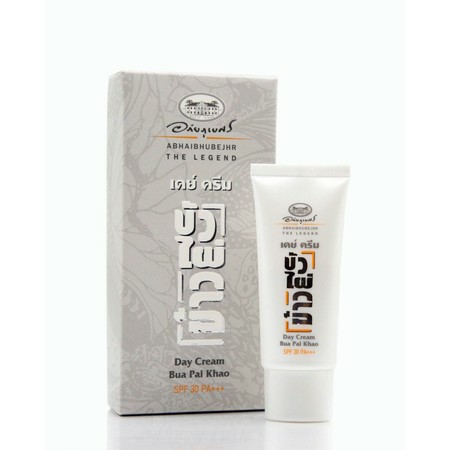 อภัยภูเบศร
ABHAIBHUBEJHR
THE LEGEND
เดย์ ครีม
บัว
ไผ่
ขาว
Day Cream
Bua Pai Khao
SPF 30 PA+++
อภัยภูเบศร
ABHAIBHUBEJHR
THE LEGEND
เดย์ ครีม
บัว
ไผ่
ขาว
Day Cream
Bua Pai Khao
SPF 30 PA+++